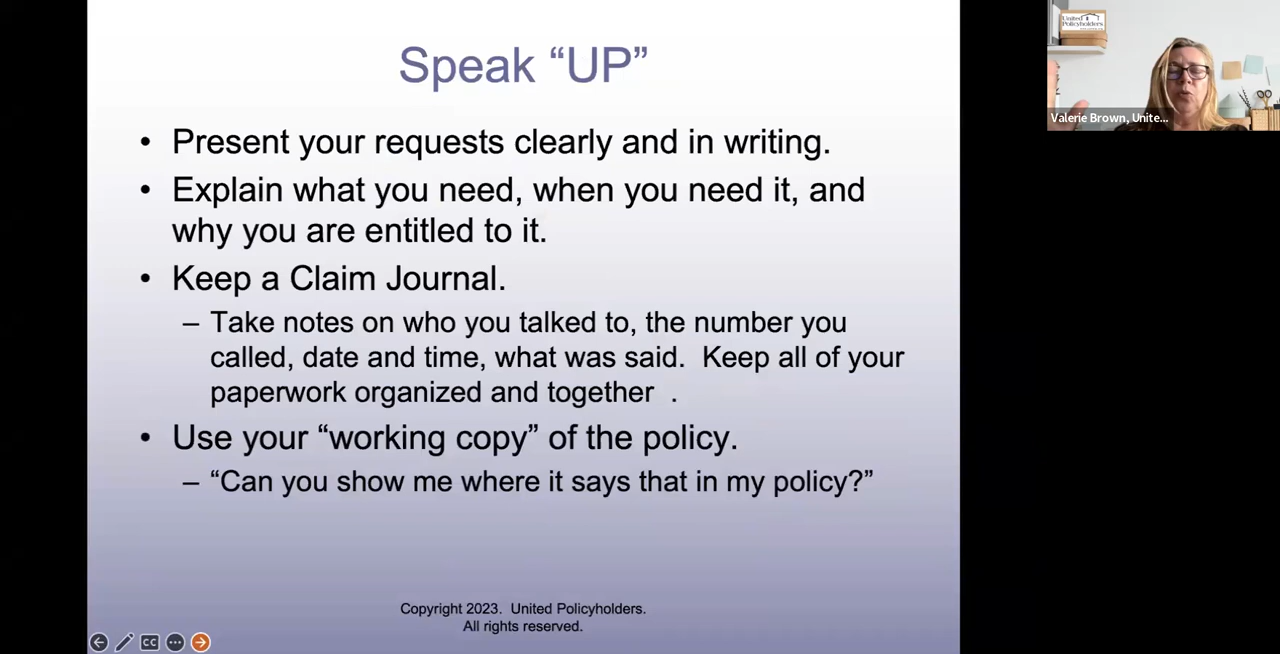 Speak “UP”
• Present your requests clearly and in writing.
• Explain what you need, when you need it, and
why you are entitled to it.
• Keep a Claim Journal.
– Take notes on who you talked to, the number you
called, date and time, what was said.  Keep all of your
paperwork organized and together  .
• Use your “working copy” of the policy.
– “Can you show me where it says that in my policy?”
Copyright 2023.  United Policyholders.
All rights reserved.
CC
United
Policyholders
Valerie Brown, Unite...